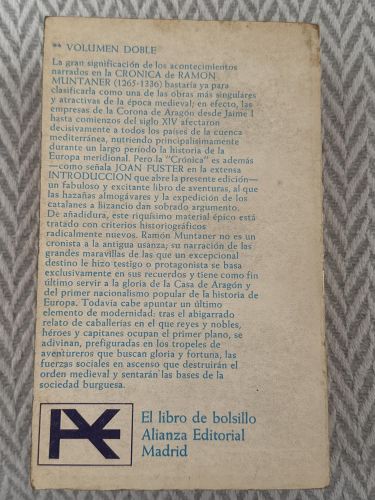 ** VOLUMEN DOBLE
La gran significación de los acontecimientos
narrados en la CRONICA de RAMON
MUNTANER (1265-1336) bastaría ya para
clasificarla como una de las obras más singulares
y atractivas de la época medieval; en efecto, las
empresas de la Corona de Aragón desde Jaime I
hasta comienzos del siglo XIV afectaron
decisivamente a todos los países de la cuenca
mediterránea, nutriendo principalísimamente
durante un largo período la historia de la
Europa meridional. Pero la "Crónica" es además
—como señala JOAN FUSTER en la extensa
INTRODUCCION que abre la presente edición—
un fabuloso y excitante libro de aventuras, al que
las hazañas almogávares y la expedición de los
catalanes a Bizancio dan sobrado argumento.
De añadidura, este riquísimo material épico está
tratado con criterios historiográficos
radicalmente nuevos. Ramón Muntaner no es un
cronista a la antigua usanza; su narración de las
grandes maravillas de las que un excepcional
destino le hizo testigo o protagonista se basa
exclusivamente en sus recuerdos y tiene como fin
último servir a la gloria de la Casa de Aragón y
del primer nacionalismo popular de la historia de
Europa. Todavía cabe apuntar un último
elemento de modernidad: tras el abigarrado
relato de caballerías en el que reyes y nobles,
héroes y capitanes ocupan el primer plano, se
adivinan, prefiguradas en los tropeles de
aventureros que buscan gloria y fortuna, las
fuerzas sociales en ascenso que destruirán el
orden medieval y sentarán las bases de la
sociedad burguesa.
El libro de bolsillo
Alianza Editorial
Madrid